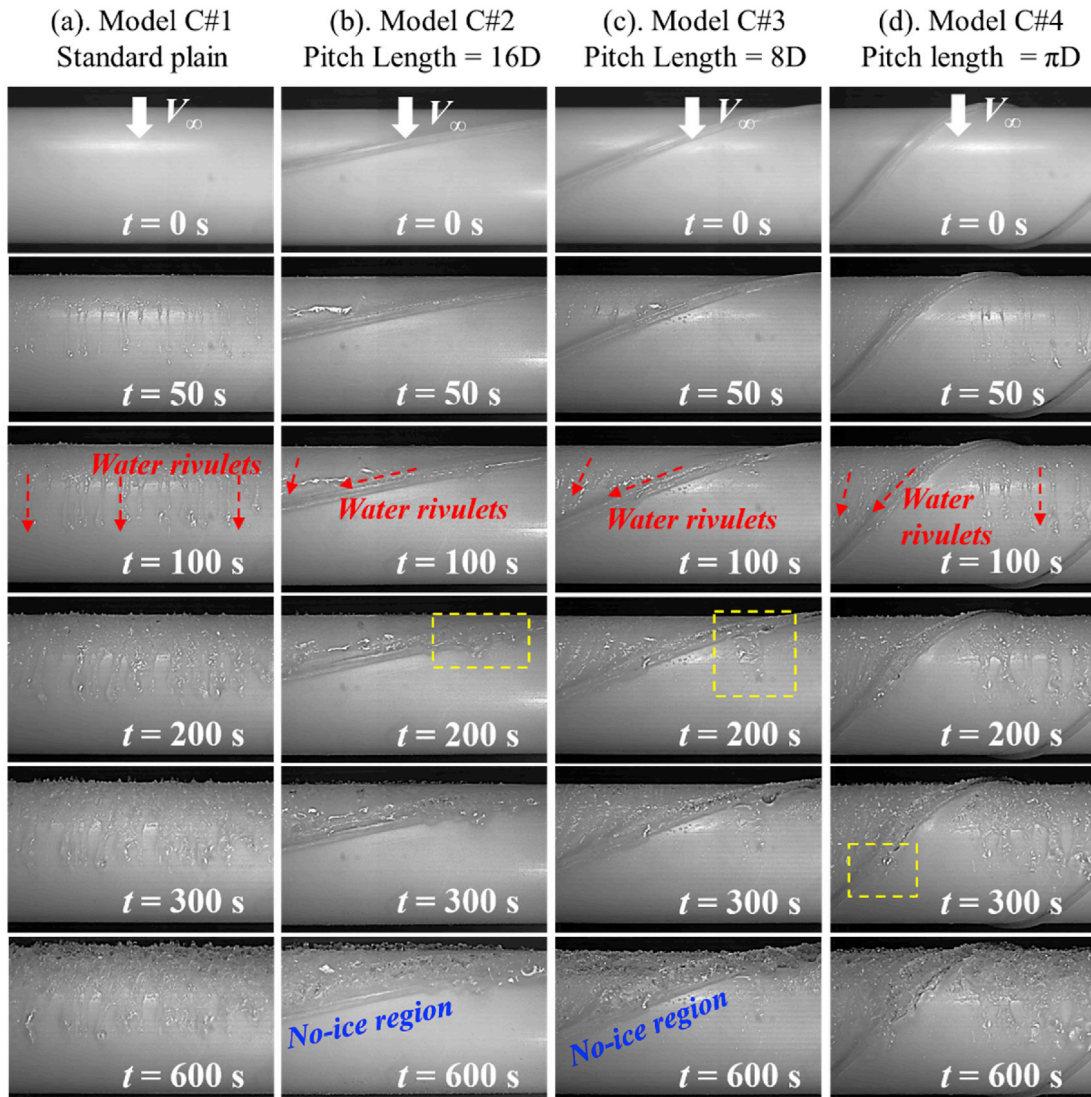 (a). Model C#1
Standard plain
(b). Model C#2
Pitch Length = 16D
(c). Model C#3
Pitch Length = 8D
(d). Model C#4
Pitch length = πD
V∞
V∞
V∞
V∞
t = 0 s
t = 0 s
t = 0 s
t = 0 s
t = 50 s
t = 50 s
t = 50 s
t = 50 s
Water rivulets
t = 100 s
Water rivulets
t = 100 s
Water rivulets
t = 100 s
Water
rivulets
t = 100 s
t = 200 s
t = 200 s
t = 200 s
t = 200 s
t = 300 s
t = 300 s
t = 300 s
t = 300 s
t = 600 s
No-ice region
t = 600 s
No-ice region
t = 600 s
t = 600 s